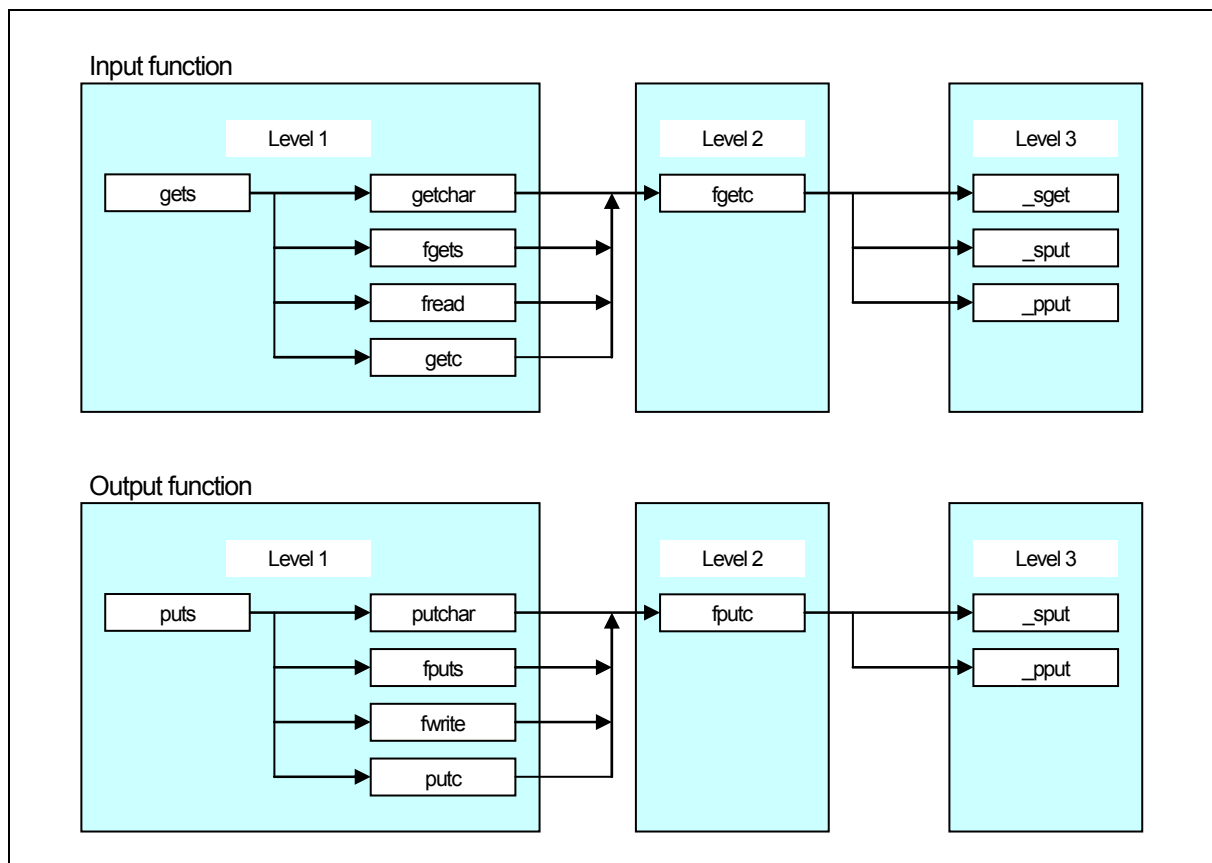 Input function
Level 1
Level 2
Level 3
gets
getchar
fgetc
_sget
fgets
_sput
fread
_pput
getc
Output function
Level 1
Level 2
Level 3
puts
putchar
fputc
_sput
fputs
_pput
fwrite
putc